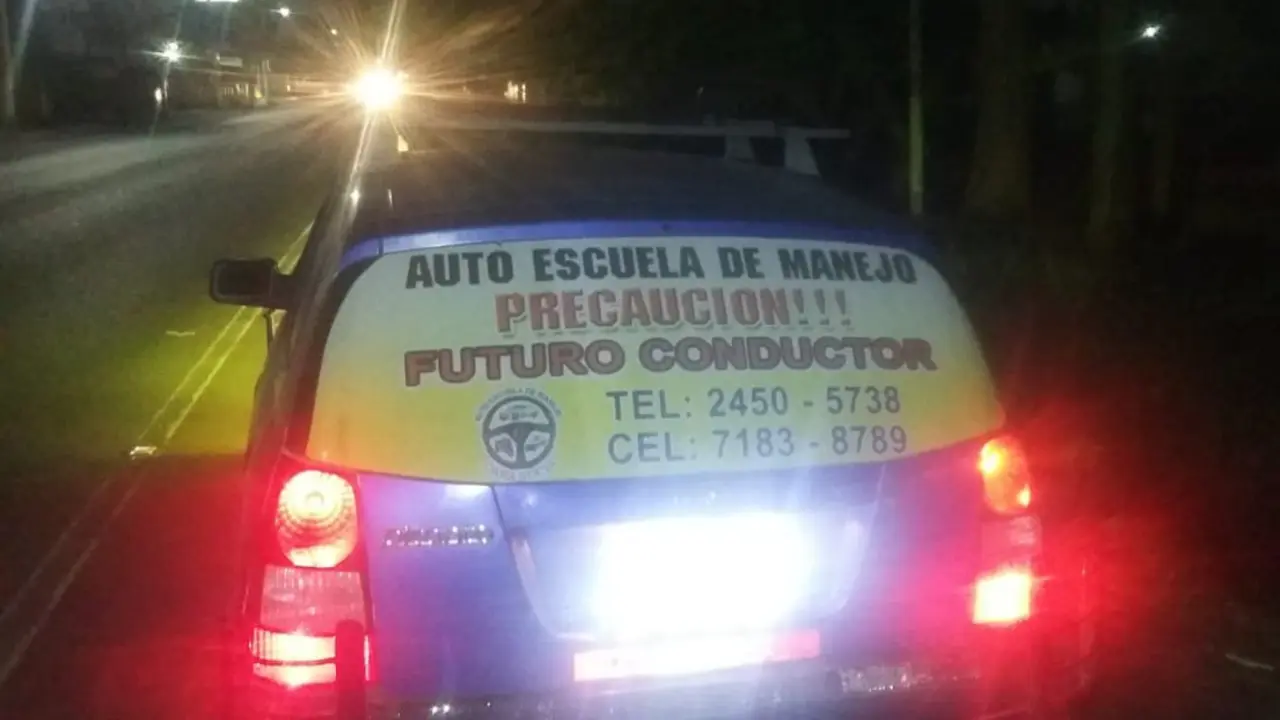 AUTO ESCUELA DE MANEJO
PRECAUCION!!!
FUTURO CONDUCTOR
TEL: 2450 - 5738
CEL: 7183 - 8789